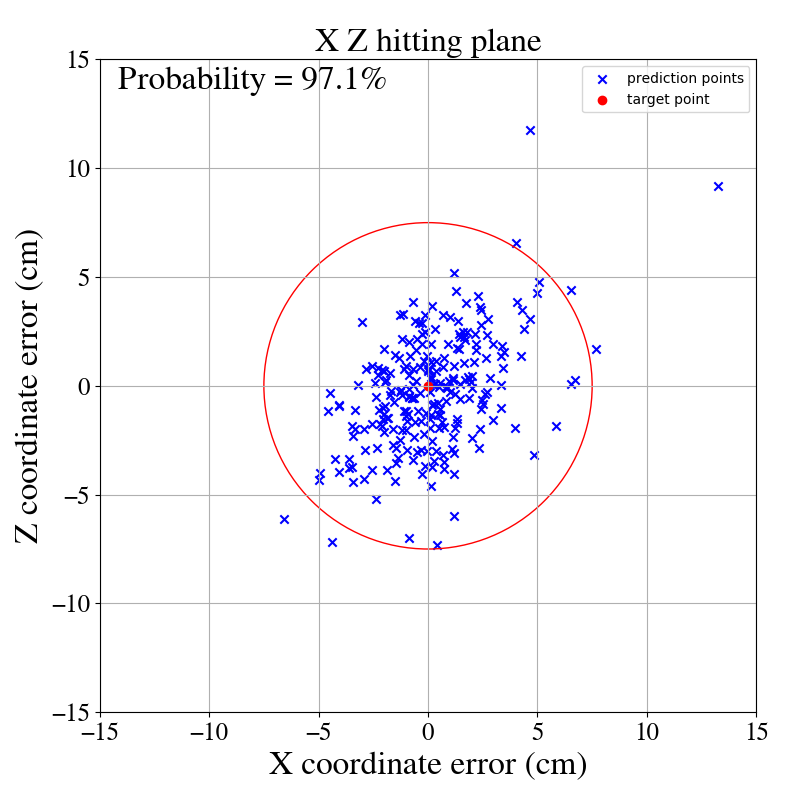 X Z hitting plane
Probability = 97.1%
prediction points
target point
Z coordinate error (cm)
15
10
5
0
−5
−10
−15
−15
−10
−5
0
5
10
15
X coordinate error (cm)